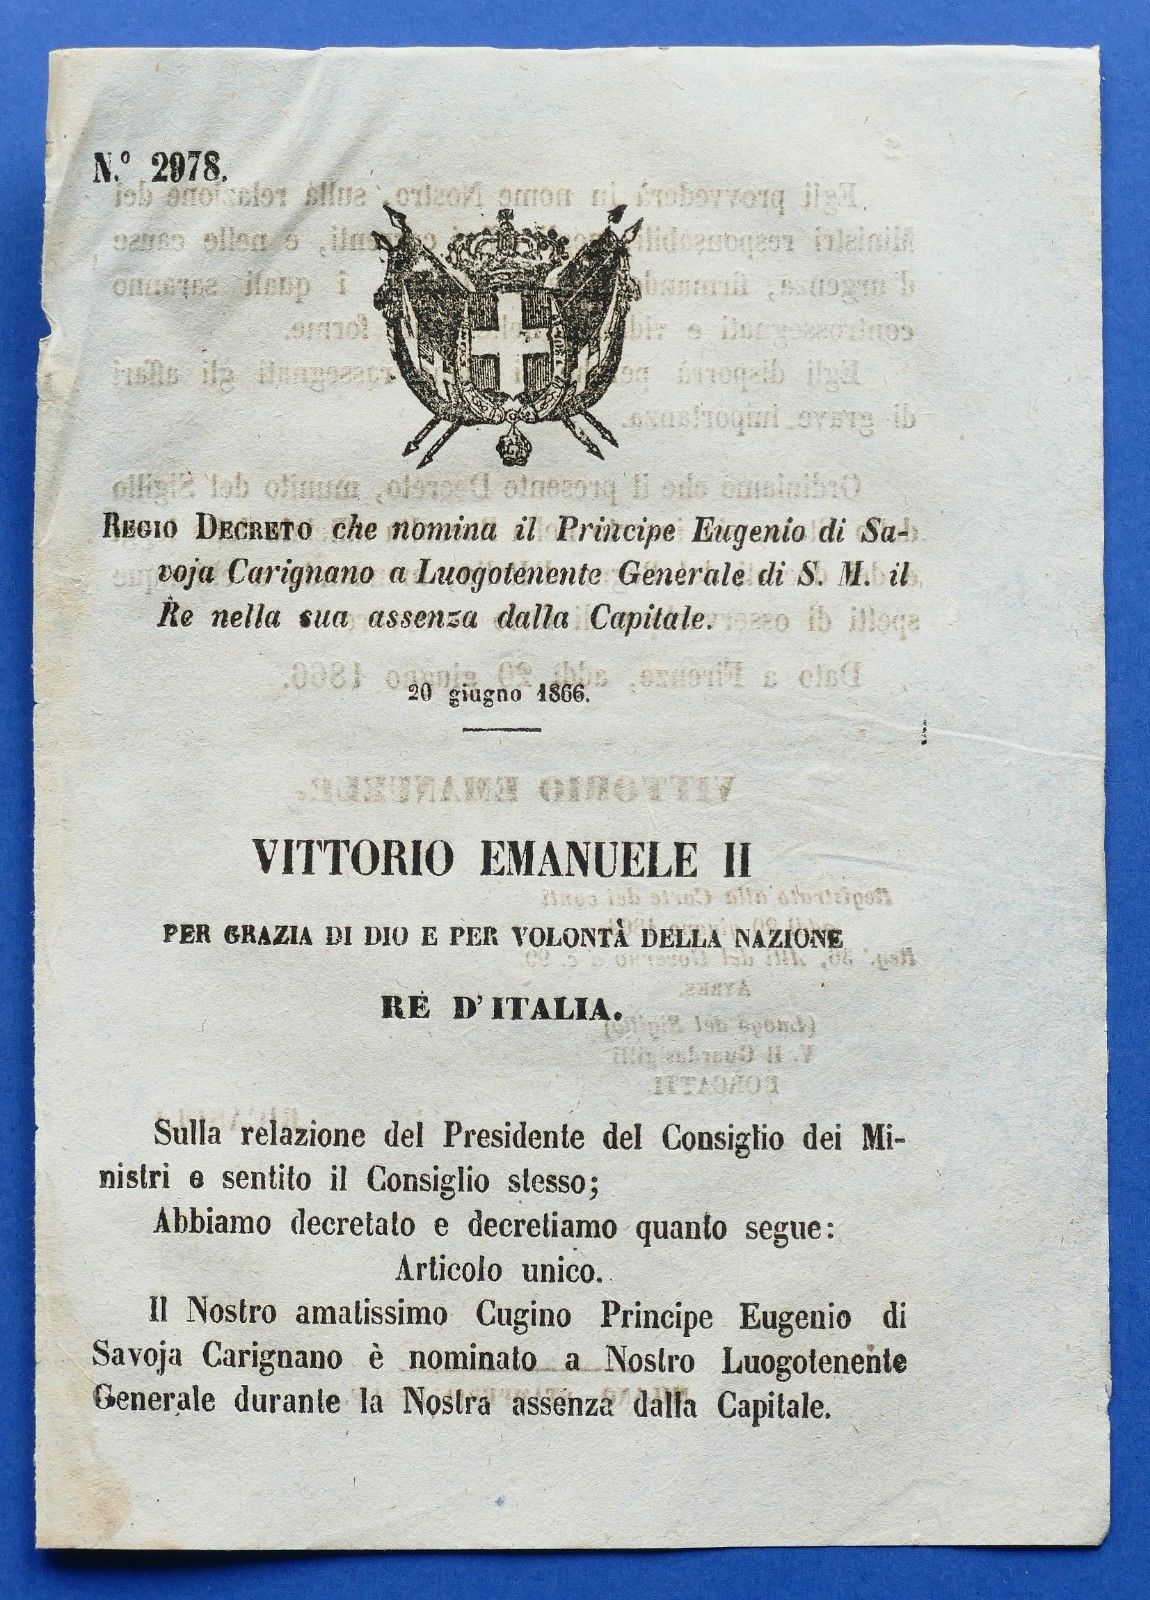 N.º 2978.
REGIO DECRETO che nomina il Principe Eugenio di Sa-
voja Carignano a Luogotenente Generale di S. M. il
Re nella sua assenza dalla Capitale.
20 giugno 1866.
VITTORIO EMANUELE II
PER GRAZIA DI DIO E PER VOLONTÀ DELLA NAZIONE
RE D'ITALIA.
Sulla relazione del Presidente del Consiglio dei Mi-
nistri e sentito il Consiglio stesso;
Abbiamo decretato e decretiamo quanto segue:
Articolo unico.
Il Nostro amatissimo Cugino Principe Eugenio di
Savoja Carignano è nominato a Nostro Luogotenente
Generale durante la Nostra assenza dalla Capitale.